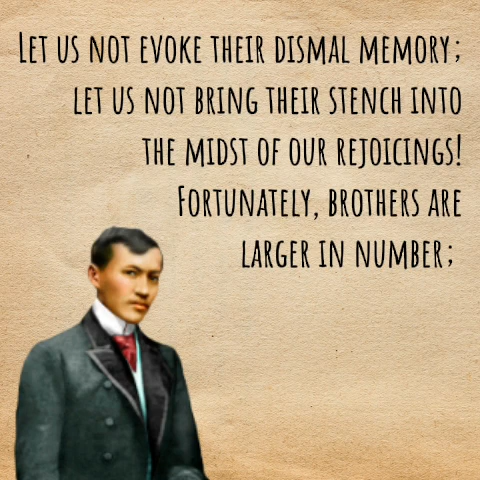 Let us not evoke their dismal memory;
let us not bring their stench into
the midst of our rejoicings!
Fortunately, brothers are
larger in number;